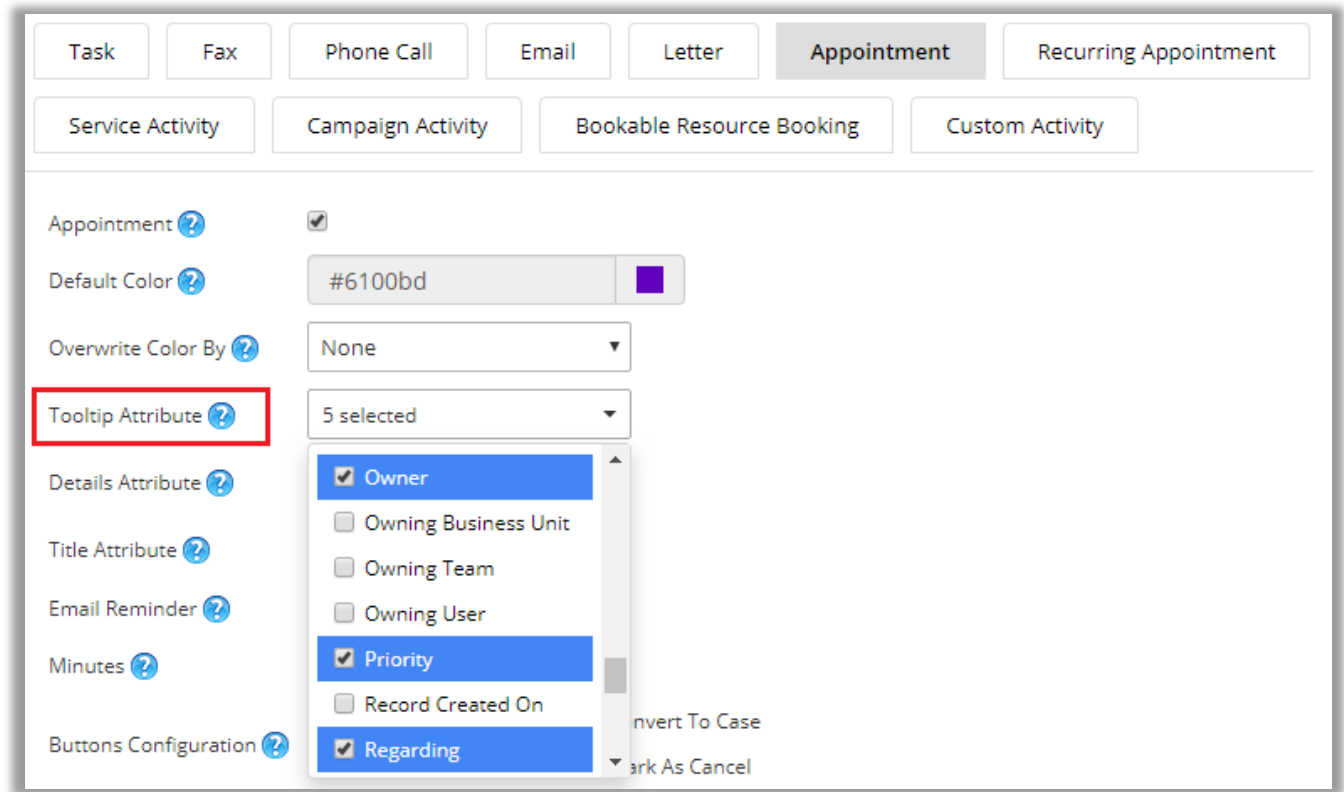 Task Fax Phone Call Email Letter Appointment Recurring Appointment
Service Activity Campaign Activity Bookable Resource Booking Custom Activity
Appointment ?
Default Color ? #6100bd
Overwrite Color By ? None
Tooltip Attribute ? 5 selected
Owner
Details Attribute ?
Owning Business Unit
Title Attribute ?
Owning Team
Email Reminder ?
Owning User
Minutes ?
Priority
Record Created On
nvert To Case
Buttons Configuration ?
Regarding
ark As Cancel